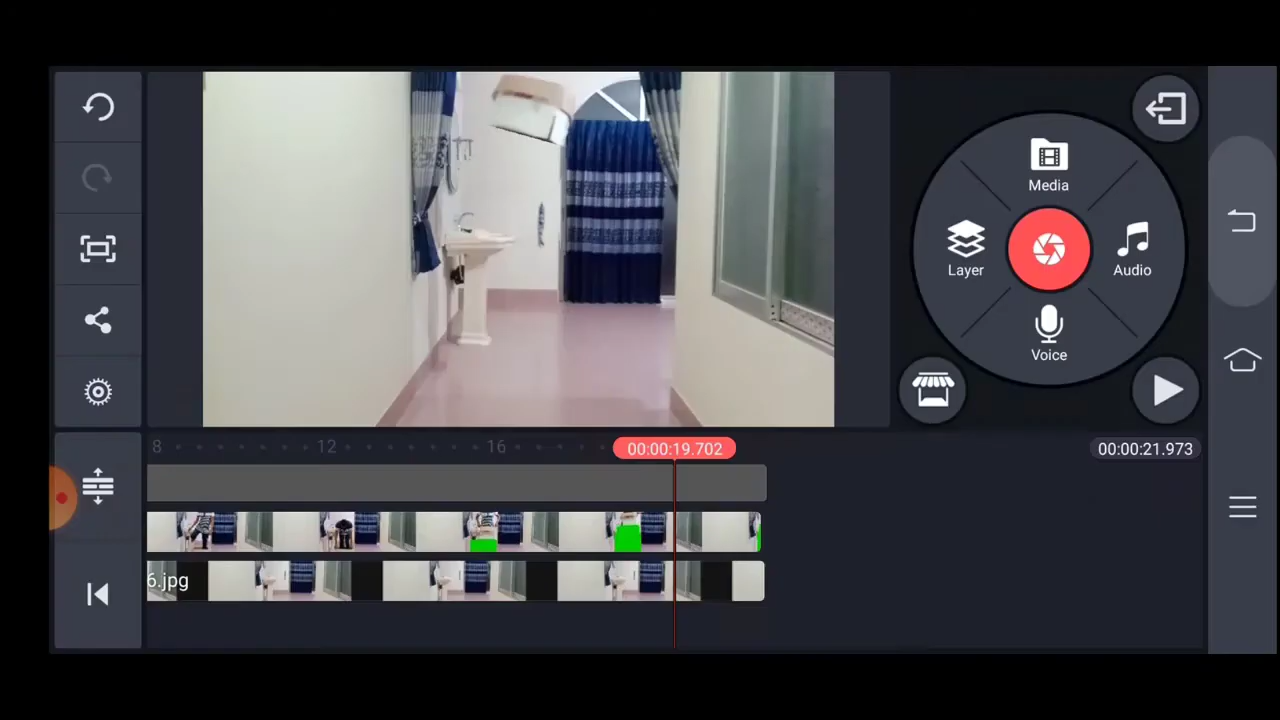 Media
Layer
Audio
Voice
8
12
16
00:00:19.702
00:00:21.973
6.jpg